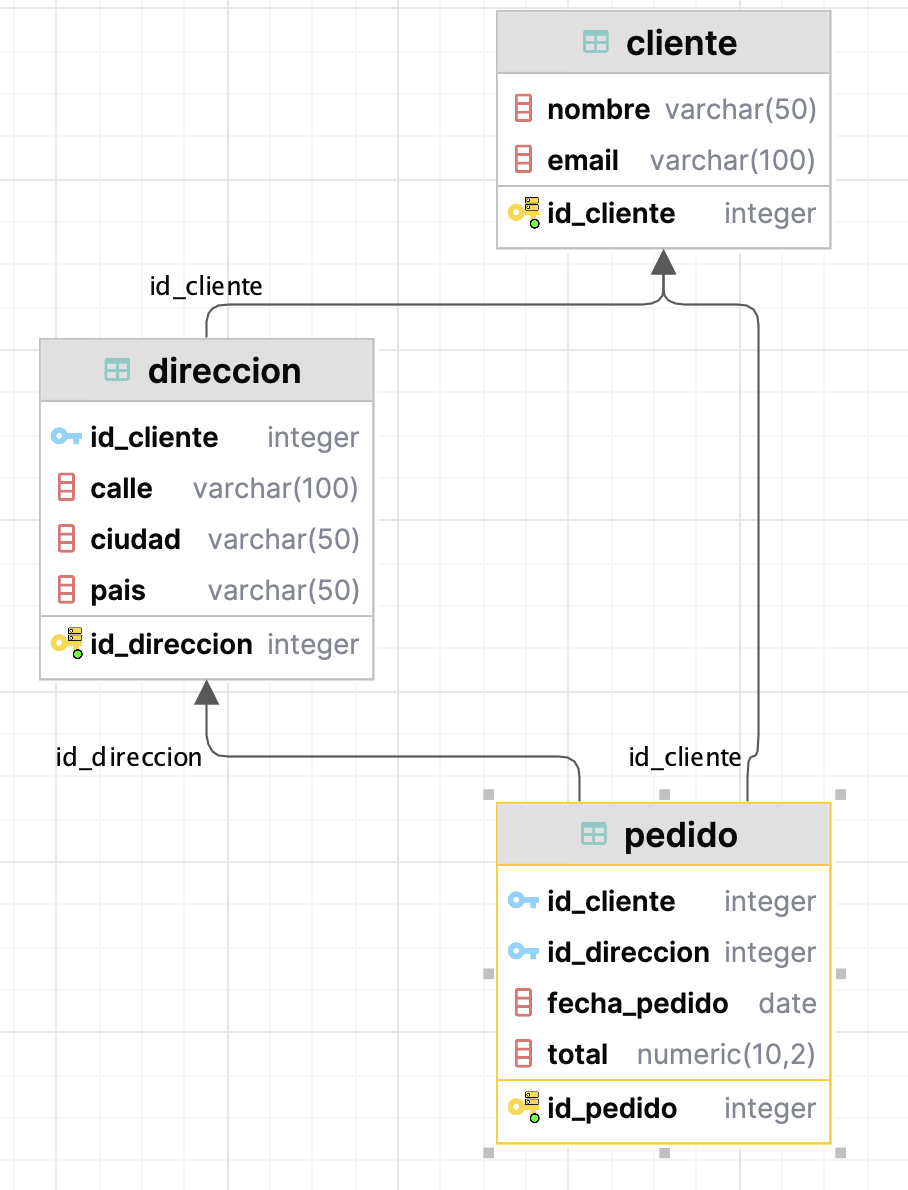 cliente
nombre varchar(50)
email varchar(100)
id_cliente integer
id_cliente
direccion
id_cliente integer
calle varchar(100)
ciudad varchar(50)
pais varchar(50)
id_direccion integer
id_direccion
id_cliente
pedido
id_cliente integer
id_direccion integer
fecha_pedido date
total numeric(10,2)
id_pedido integer